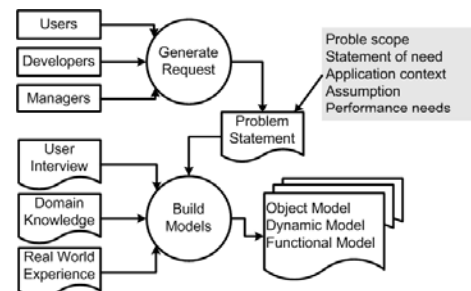 Users
Developers
Managers
Generate
Request
Proble scope
Statement of need
Application context
Assumption
Performance needs
Problem
Statement
User
Interview
Domain
Knowledge
Real World
Experience
Build
Models
Object Model
Dynamic Model
Functional Model